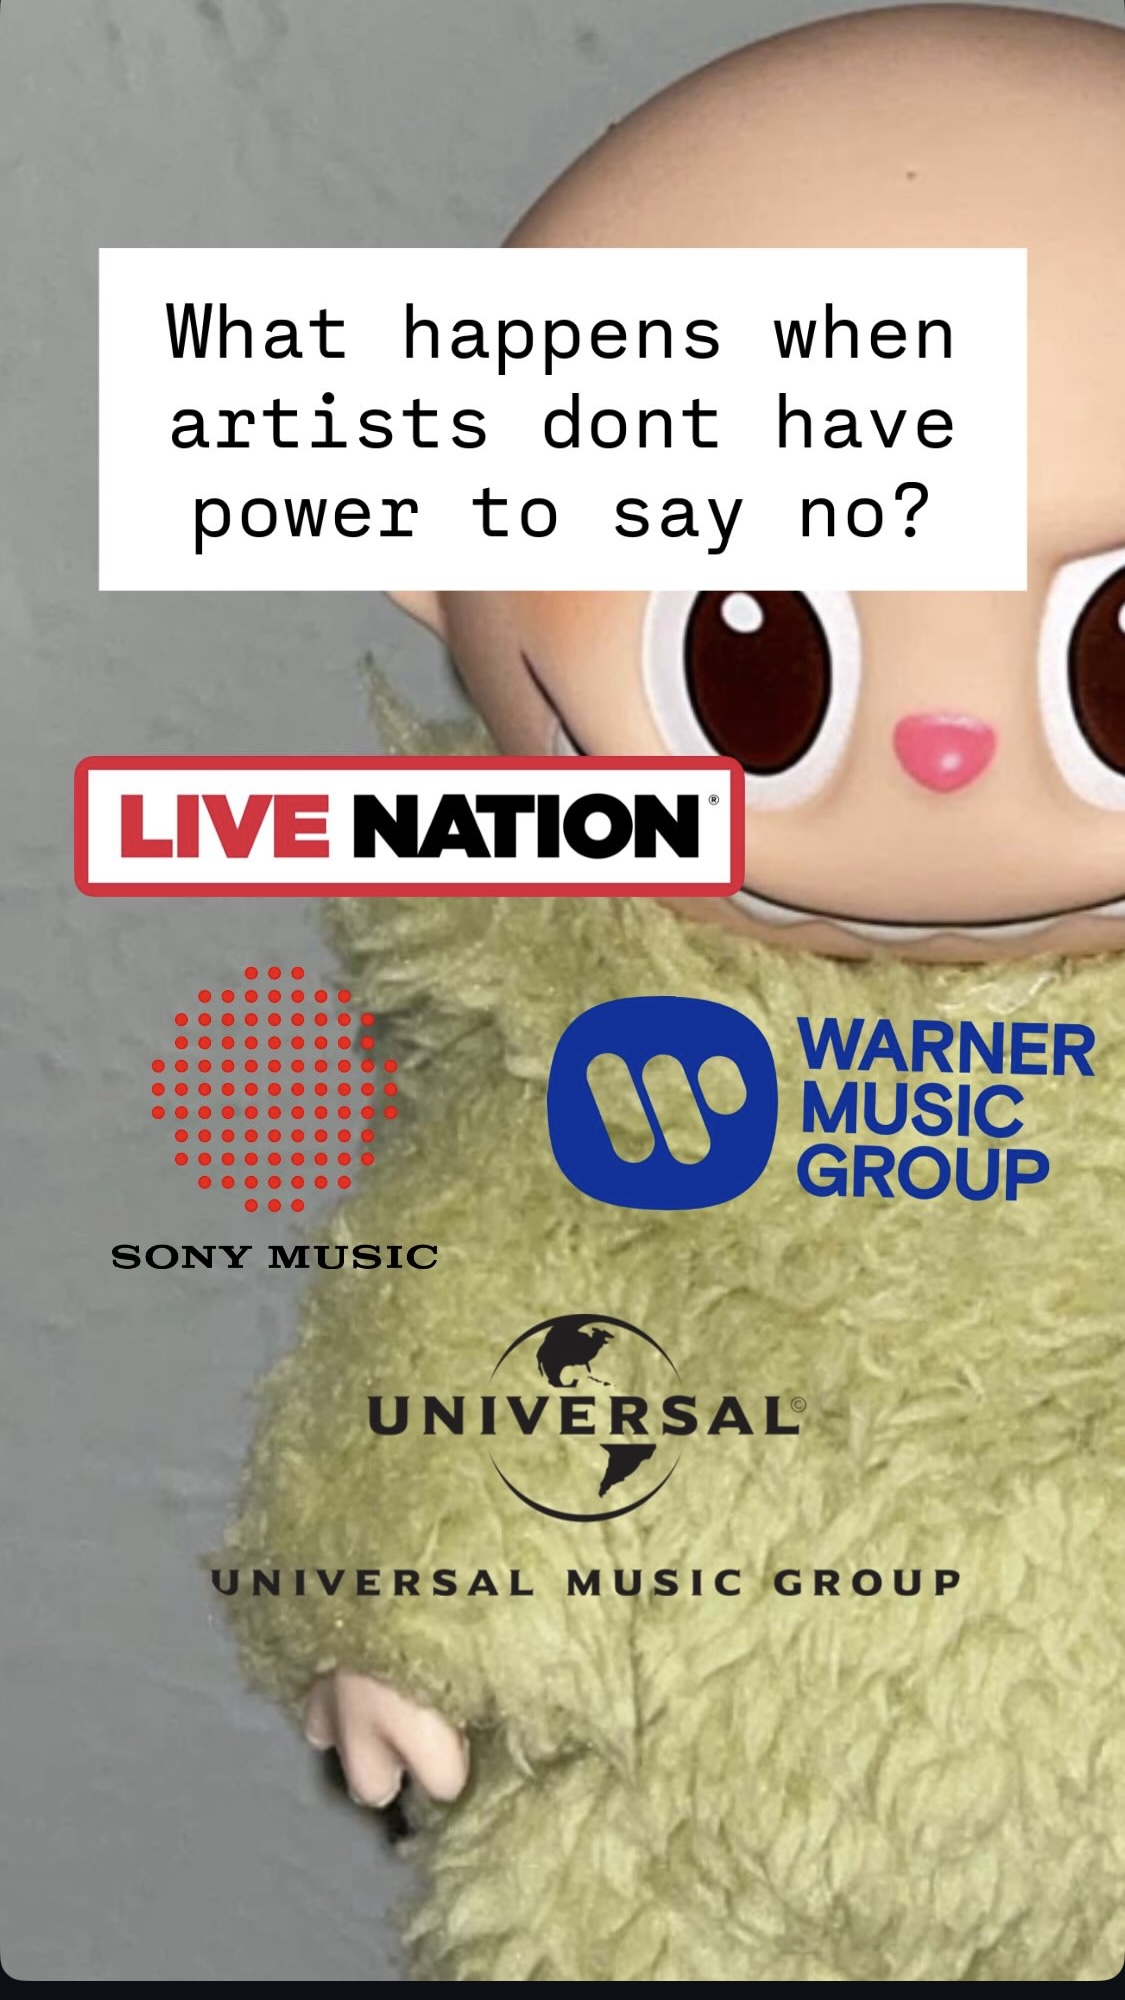 What happens when
artists dont have
power to say no?
LIVE NATION®
SONY MUSIC
WARNER
MUSIC
GROUP
UNIVERSAL©
UNIVERSAL MUSIC GROUP